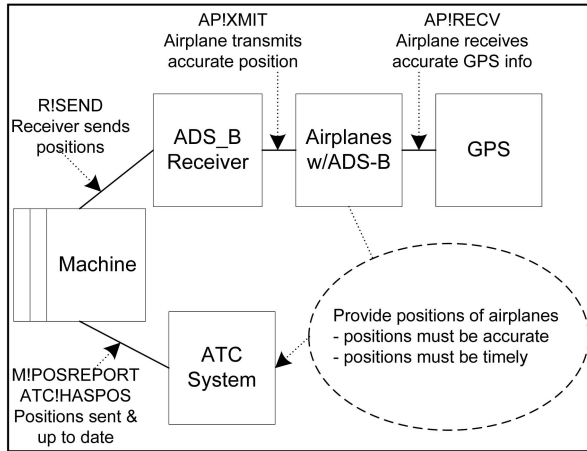 AP!XMIT
Airplane transmits
accurate position
AP!RECV
Airplane receives
accurate GPS info
R!SEND
Receiver sends
positions
ADS_B
Receiver
Airplanes
w/ADS-B
GPS
Machine
Provide positions of airplanes
- positions must be accurate
- positions must be timely
ATC
System
M!POSREPORT
ATC!HASPOS
Positions sent &
up to date